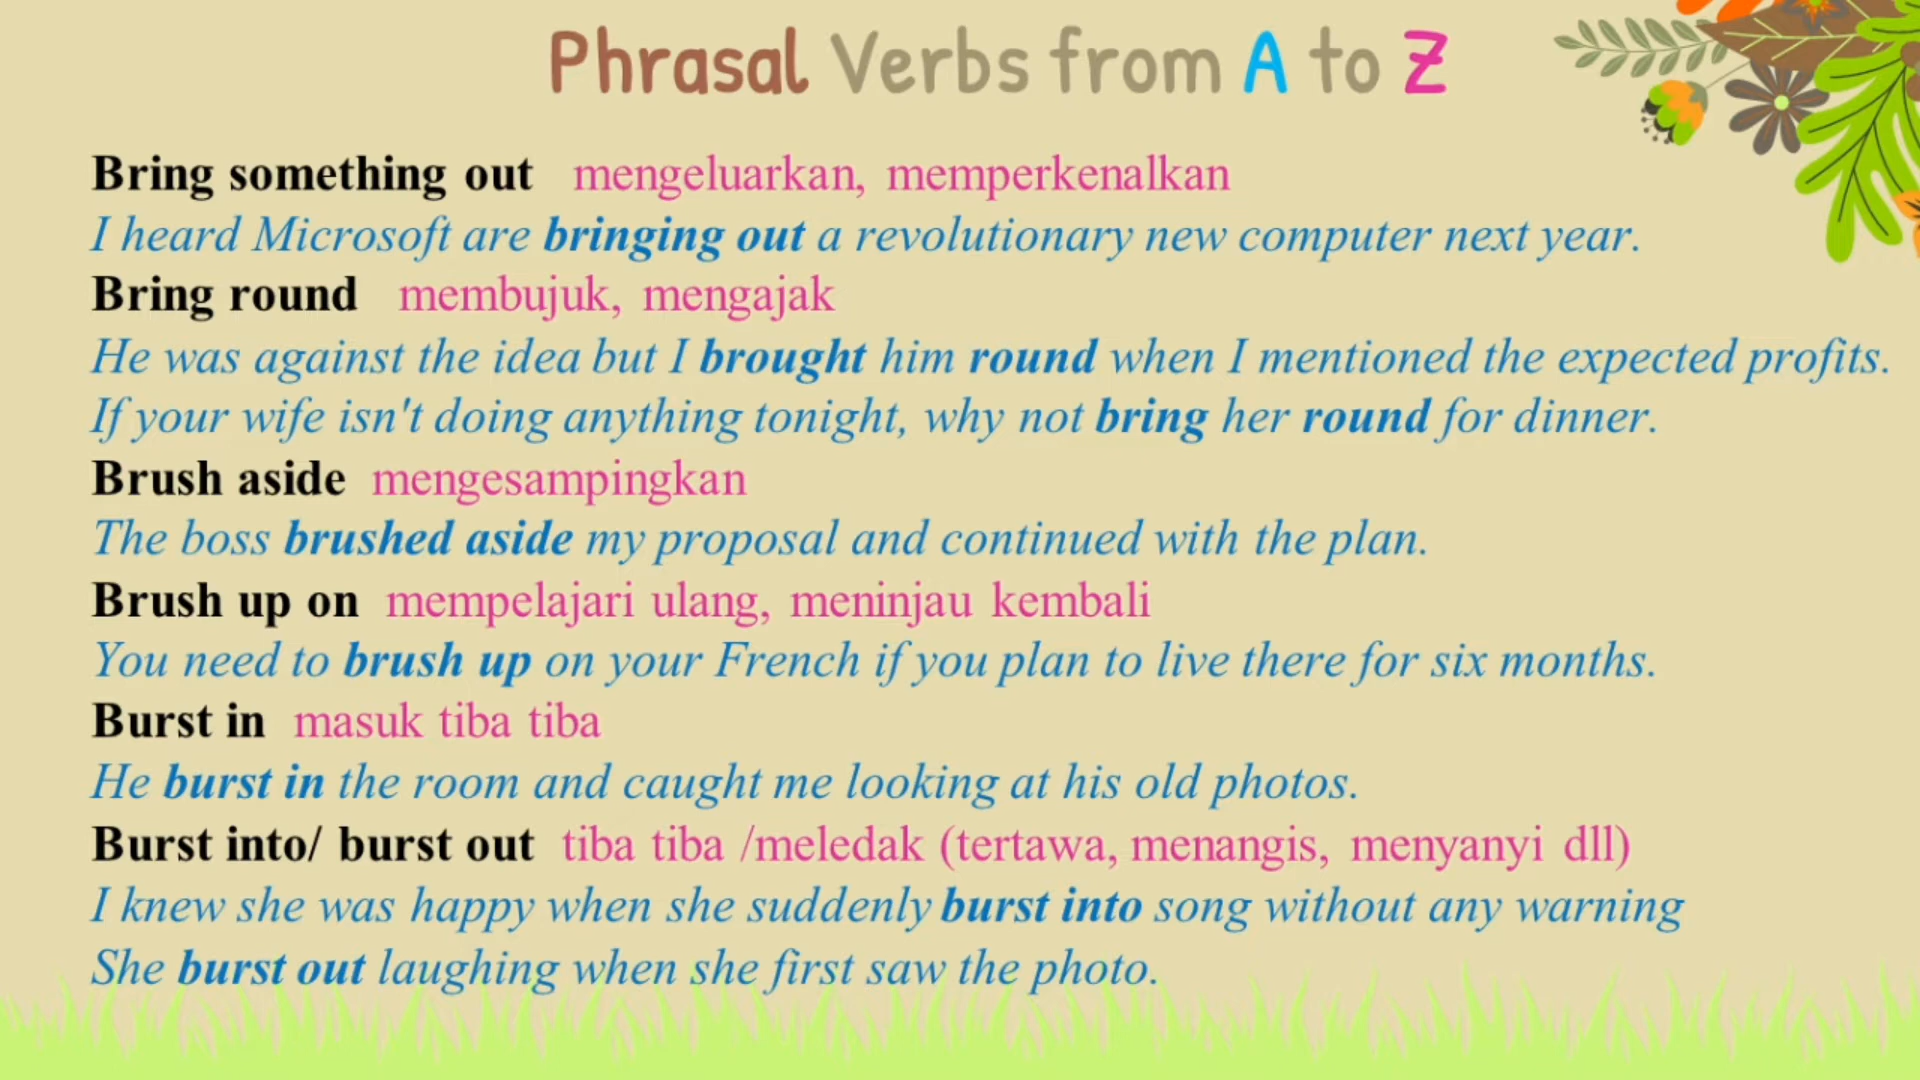 Phrasal Verbs from A to Z
Bring something out mengeluarkan, memperkenalkan
I heard Microsoft are bringing out a revolutionary new computer next year.
Bring round membujuk, mengajak
He was against the idea but I brought him round when I mentioned the expected profits.
If your wife isn't doing anything tonight, why not bring her round for dinner.
Brush aside mengesampingkan
The boss brushed aside my proposal and continued with the plan.
Brush up on mempelajari ulang, meninjau kembali
You need to brush up on your French if you plan to live there for six months.
Burst in masuk tiba tiba
He burst in the room and caught me looking at his old photos.
Burst into/ burst out tiba tiba /meledak (tertawa, menangis, menyanyi dll)
I knew she was happy when she suddenly burst into song without any warning
She burst out laughing when she first saw the photo.